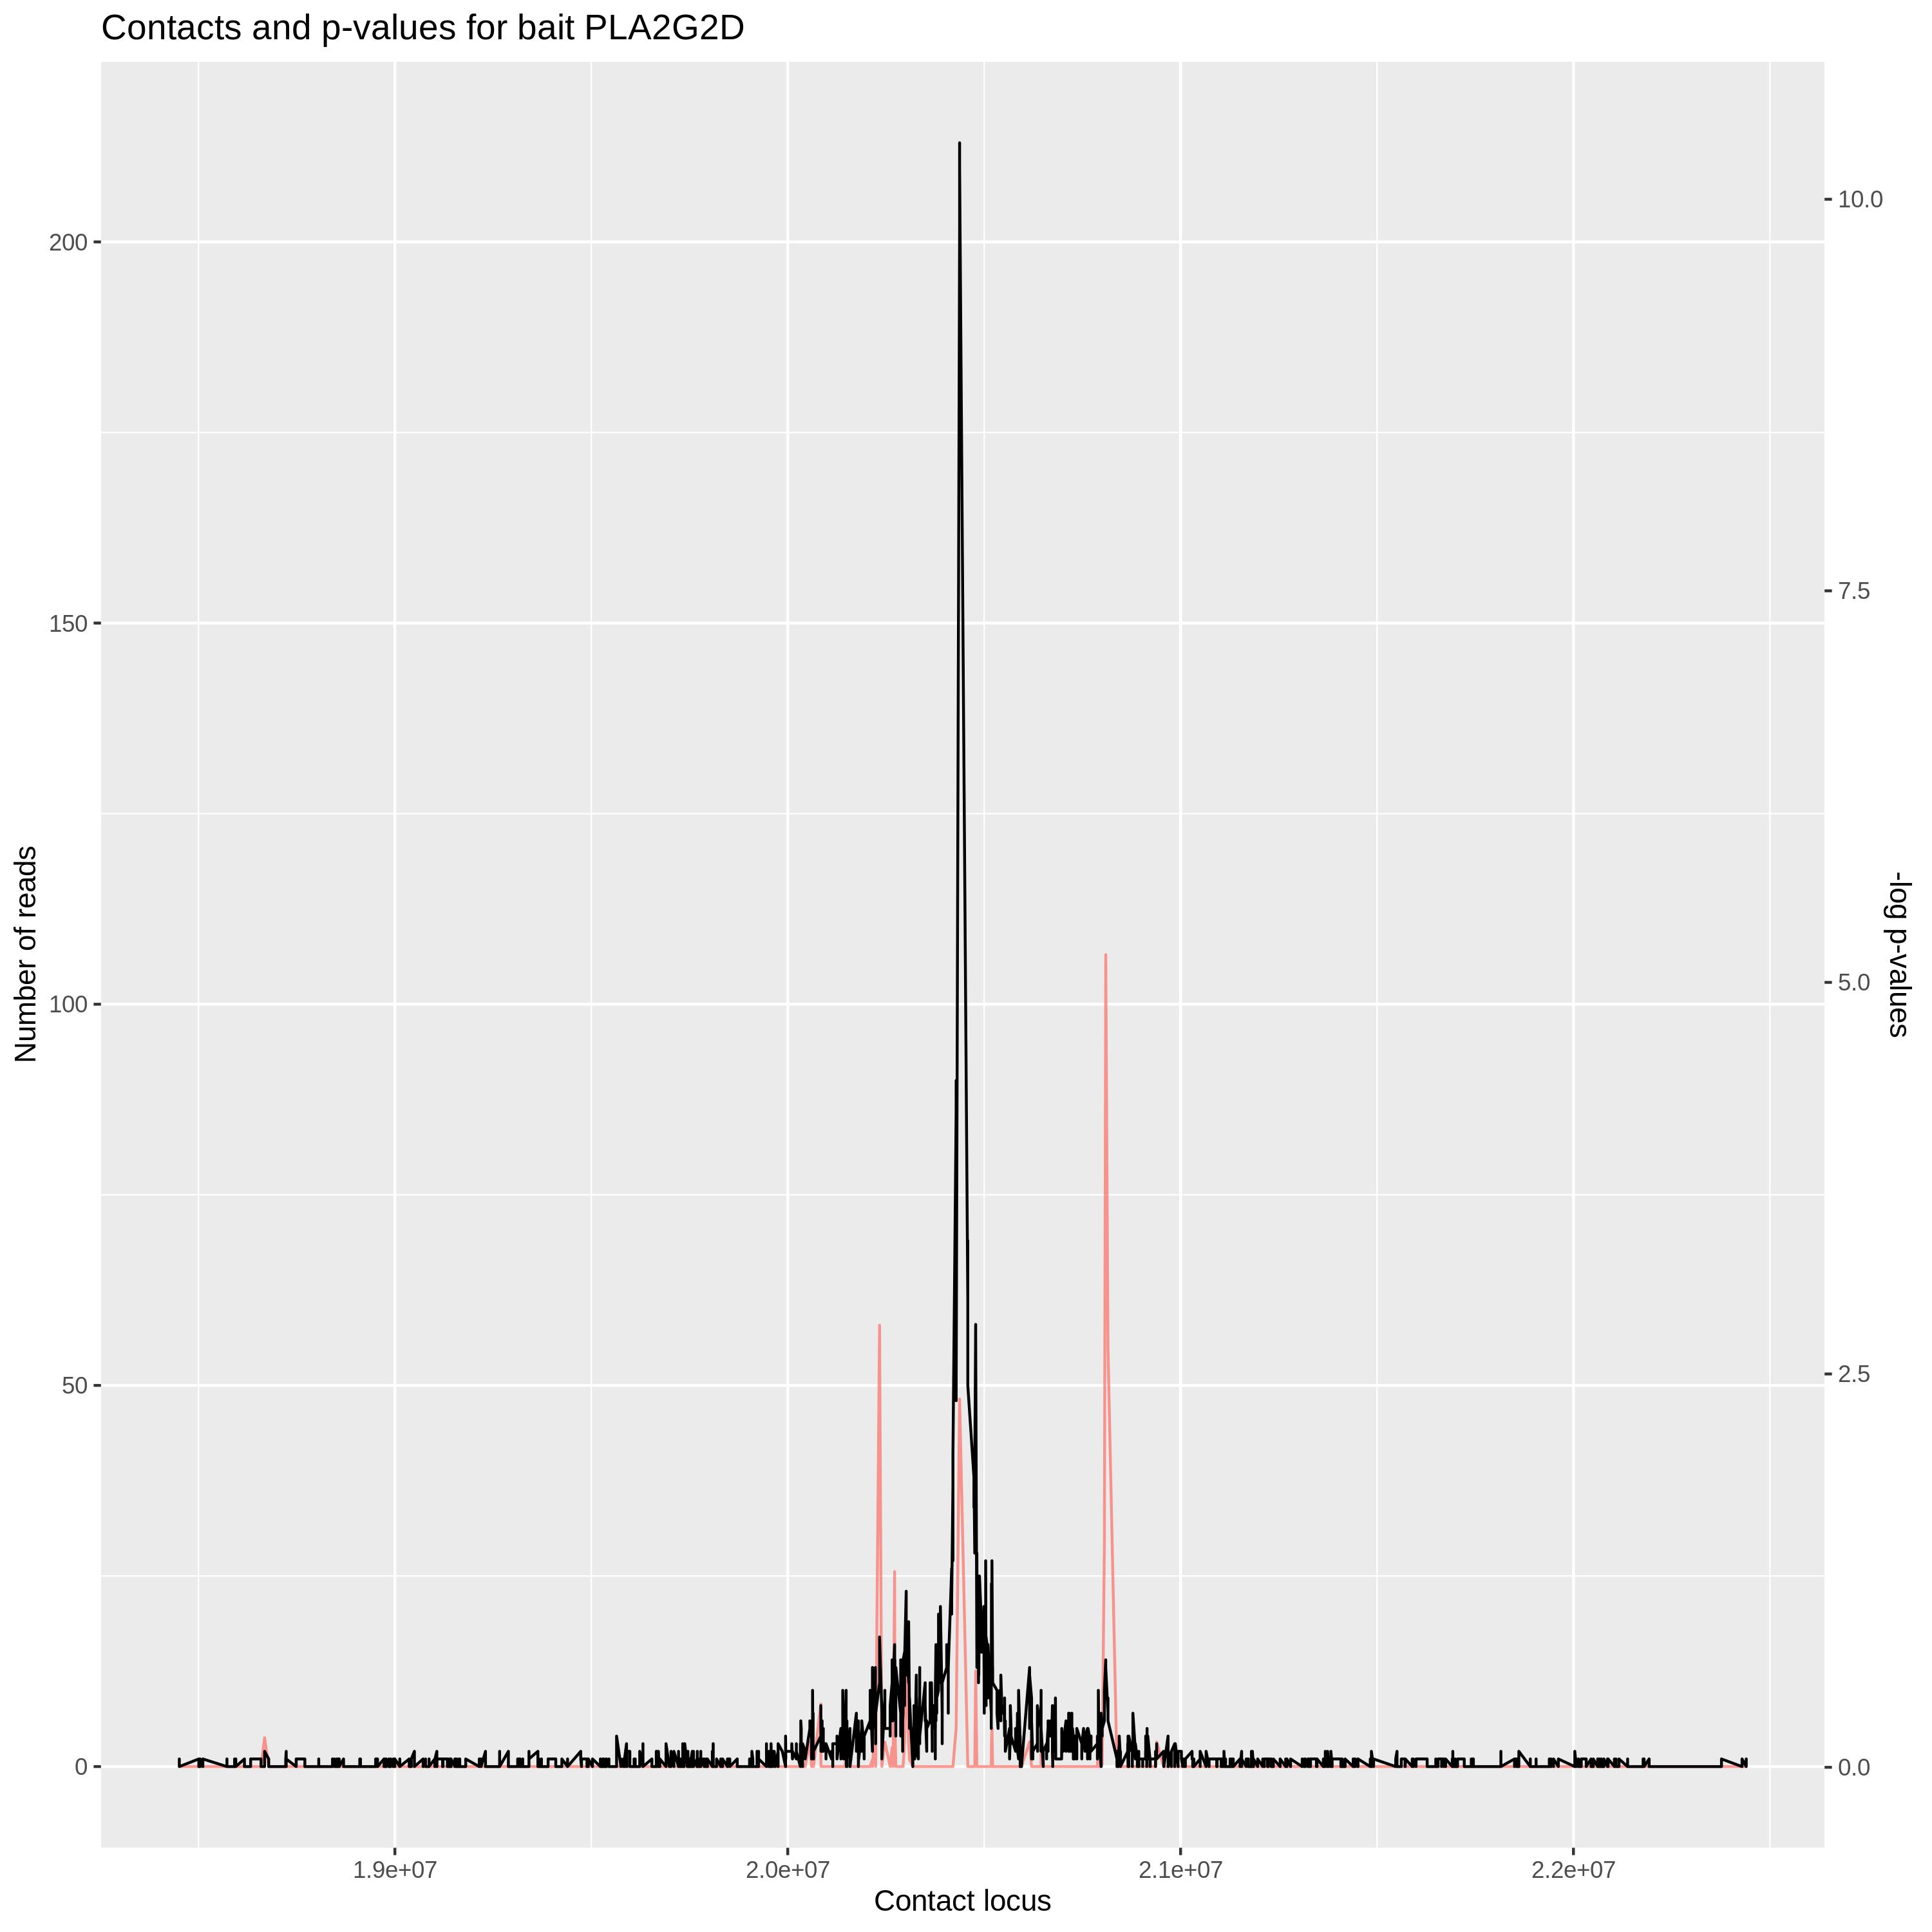 Contacts and p-values for bait PLA2G2D
Number of reads
200
150
100
50
0
10.0
7.5
5.0
2.5
0.0
-log p-values
1.9e+07 2.0e+07 2.1e+07 2.2e+07
Contact locus